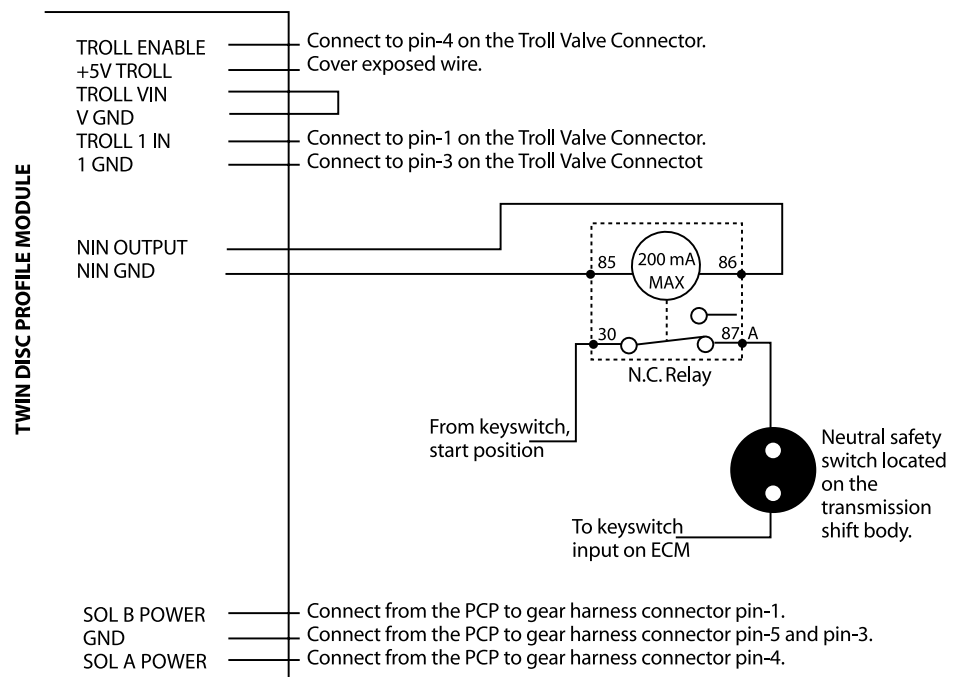 TWIN DISC PROFILE MODULE
TROLL ENABLE
Connect to pin-4 on the Troll Valve Connector.
+5V TROLL
Cover exposed wire.
TROLL VIN
V GND
TROLL 1 IN
Connect to pin-1 on the Troll Valve Connector.
1 GND
Connect to pin-3 on the Troll Valve Connectot
NIN OUTPUT
NIN GND
85
200 mA
MAX
86
30
87
A
N.C. Relay
From keyswitch,
start position
Neutral safety
switch located
on the
transmission
shift body.
To keyswitch
input on ECM
SOL B POWER
Connect from the PCP to gear harness connector pin-1.
GND
Connect from the PCP to gear harness connector pin-5 and pin-3.
SOL A POWER
Connect from the PCP to gear harness connector pin-4.